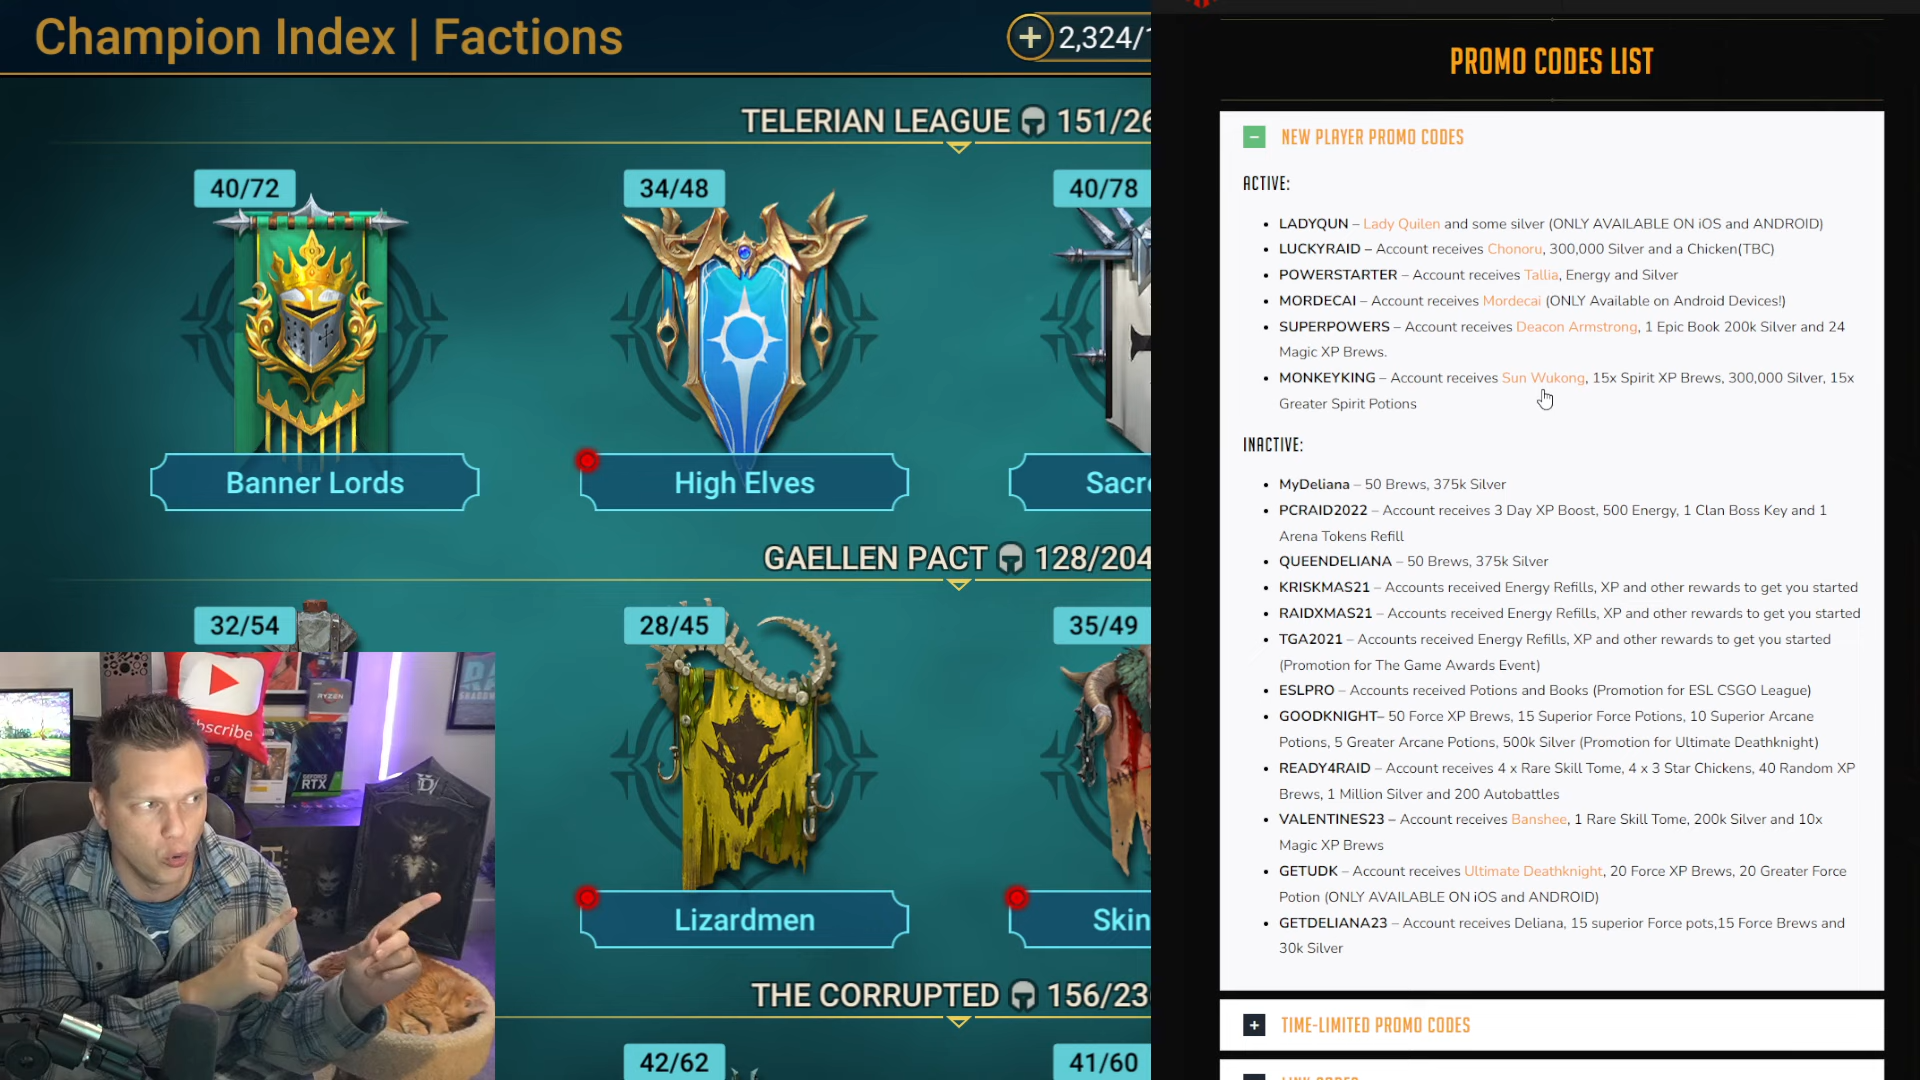 Champion Index | Factions
2,324/
TELERIAN LEAGUE 151/26
40/72
34/48
40/78
Banner Lords
High Elves
Sacr
GAELLEN PACT 128/204
32/54
28/45
35/49
Lizardmen
Skin
THE CORRUPTED 156/23
42/62
41/60
RYZEN
Subscribe
GEFORCE
RTX
PROMO CODES LIST
NEW PLAYER PROMO CODES
ACTIVE:
• LADYQUN – Lady Quilen and some silver (ONLY AVAILABLE ON iOS and ANDROID)
• LUCKYRAID – Account receives Chonoru, 300,000 Silver and a Chicken(TBC)
• POWERSTARTER – Account receives Tallia, Energy and Silver
• MORDECAI – Account receives Mordecai (ONLY Available on Android Devices!)
• SUPERPOWERS – Account receives Deacon Armstrong, 1 Epic Book 200k Silver and 24
Magic XP Brews.
• MONKEYKING – Account receives Sun Wukong, 15x Spirit XP Brews, 300,000 Silver, 15x
Greater Spirit Potions
INACTIVE:
• MyDeliana – 50 Brews, 375k Silver
• PCRAID2022 – Account receives 3 Day XP Boost, 500 Energy, 1 Clan Boss Key and 1
Arena Tokens Refill
• QUEENDELIANA – 50 Brews, 375k Silver
• KRISKMAS21 – Accounts received Energy Refills, XP and other rewards to get you started
• RAIDXMAS21 – Accounts received Energy Refills, XP and other rewards to get you started
• TGA2021 – Accounts received Energy Refills, XP and other rewards to get you started
(Promotion for The Game Awards Event)
• ESLPRO – Accounts received Potions and Books (Promotion for ESL CSGO League)
• GOODKNIGHT– 50 Force XP Brews, 15 Superior Force Potions, 10 Superior Arcane
Potions, 5 Greater Arcane Potions, 500k Silver (Promotion for Ultimate Deathknight)
• READY4RAID – Account receives 4 x Rare Skill Tome, 4 x 3 Star Chickens, 40 Random XP
Brews, 1 Million Silver and 200 Autobattles
• VALENTINES23 – Account receives Banshee, 1 Rare Skill Tome, 200k Silver and 10x
Magic XP Brews
• GETUDK – Account receives Ultimate Deathknight, 20 Force XP Brews, 20 Greater Force
Potion (ONLY AVAILABLE ON iOS and ANDROID)
• GETDELIANA23 – Account receives Deliana, 15 superior Force pots,15 Force Brews and
30k Silver
TIME-LIMITED PROMO CODES